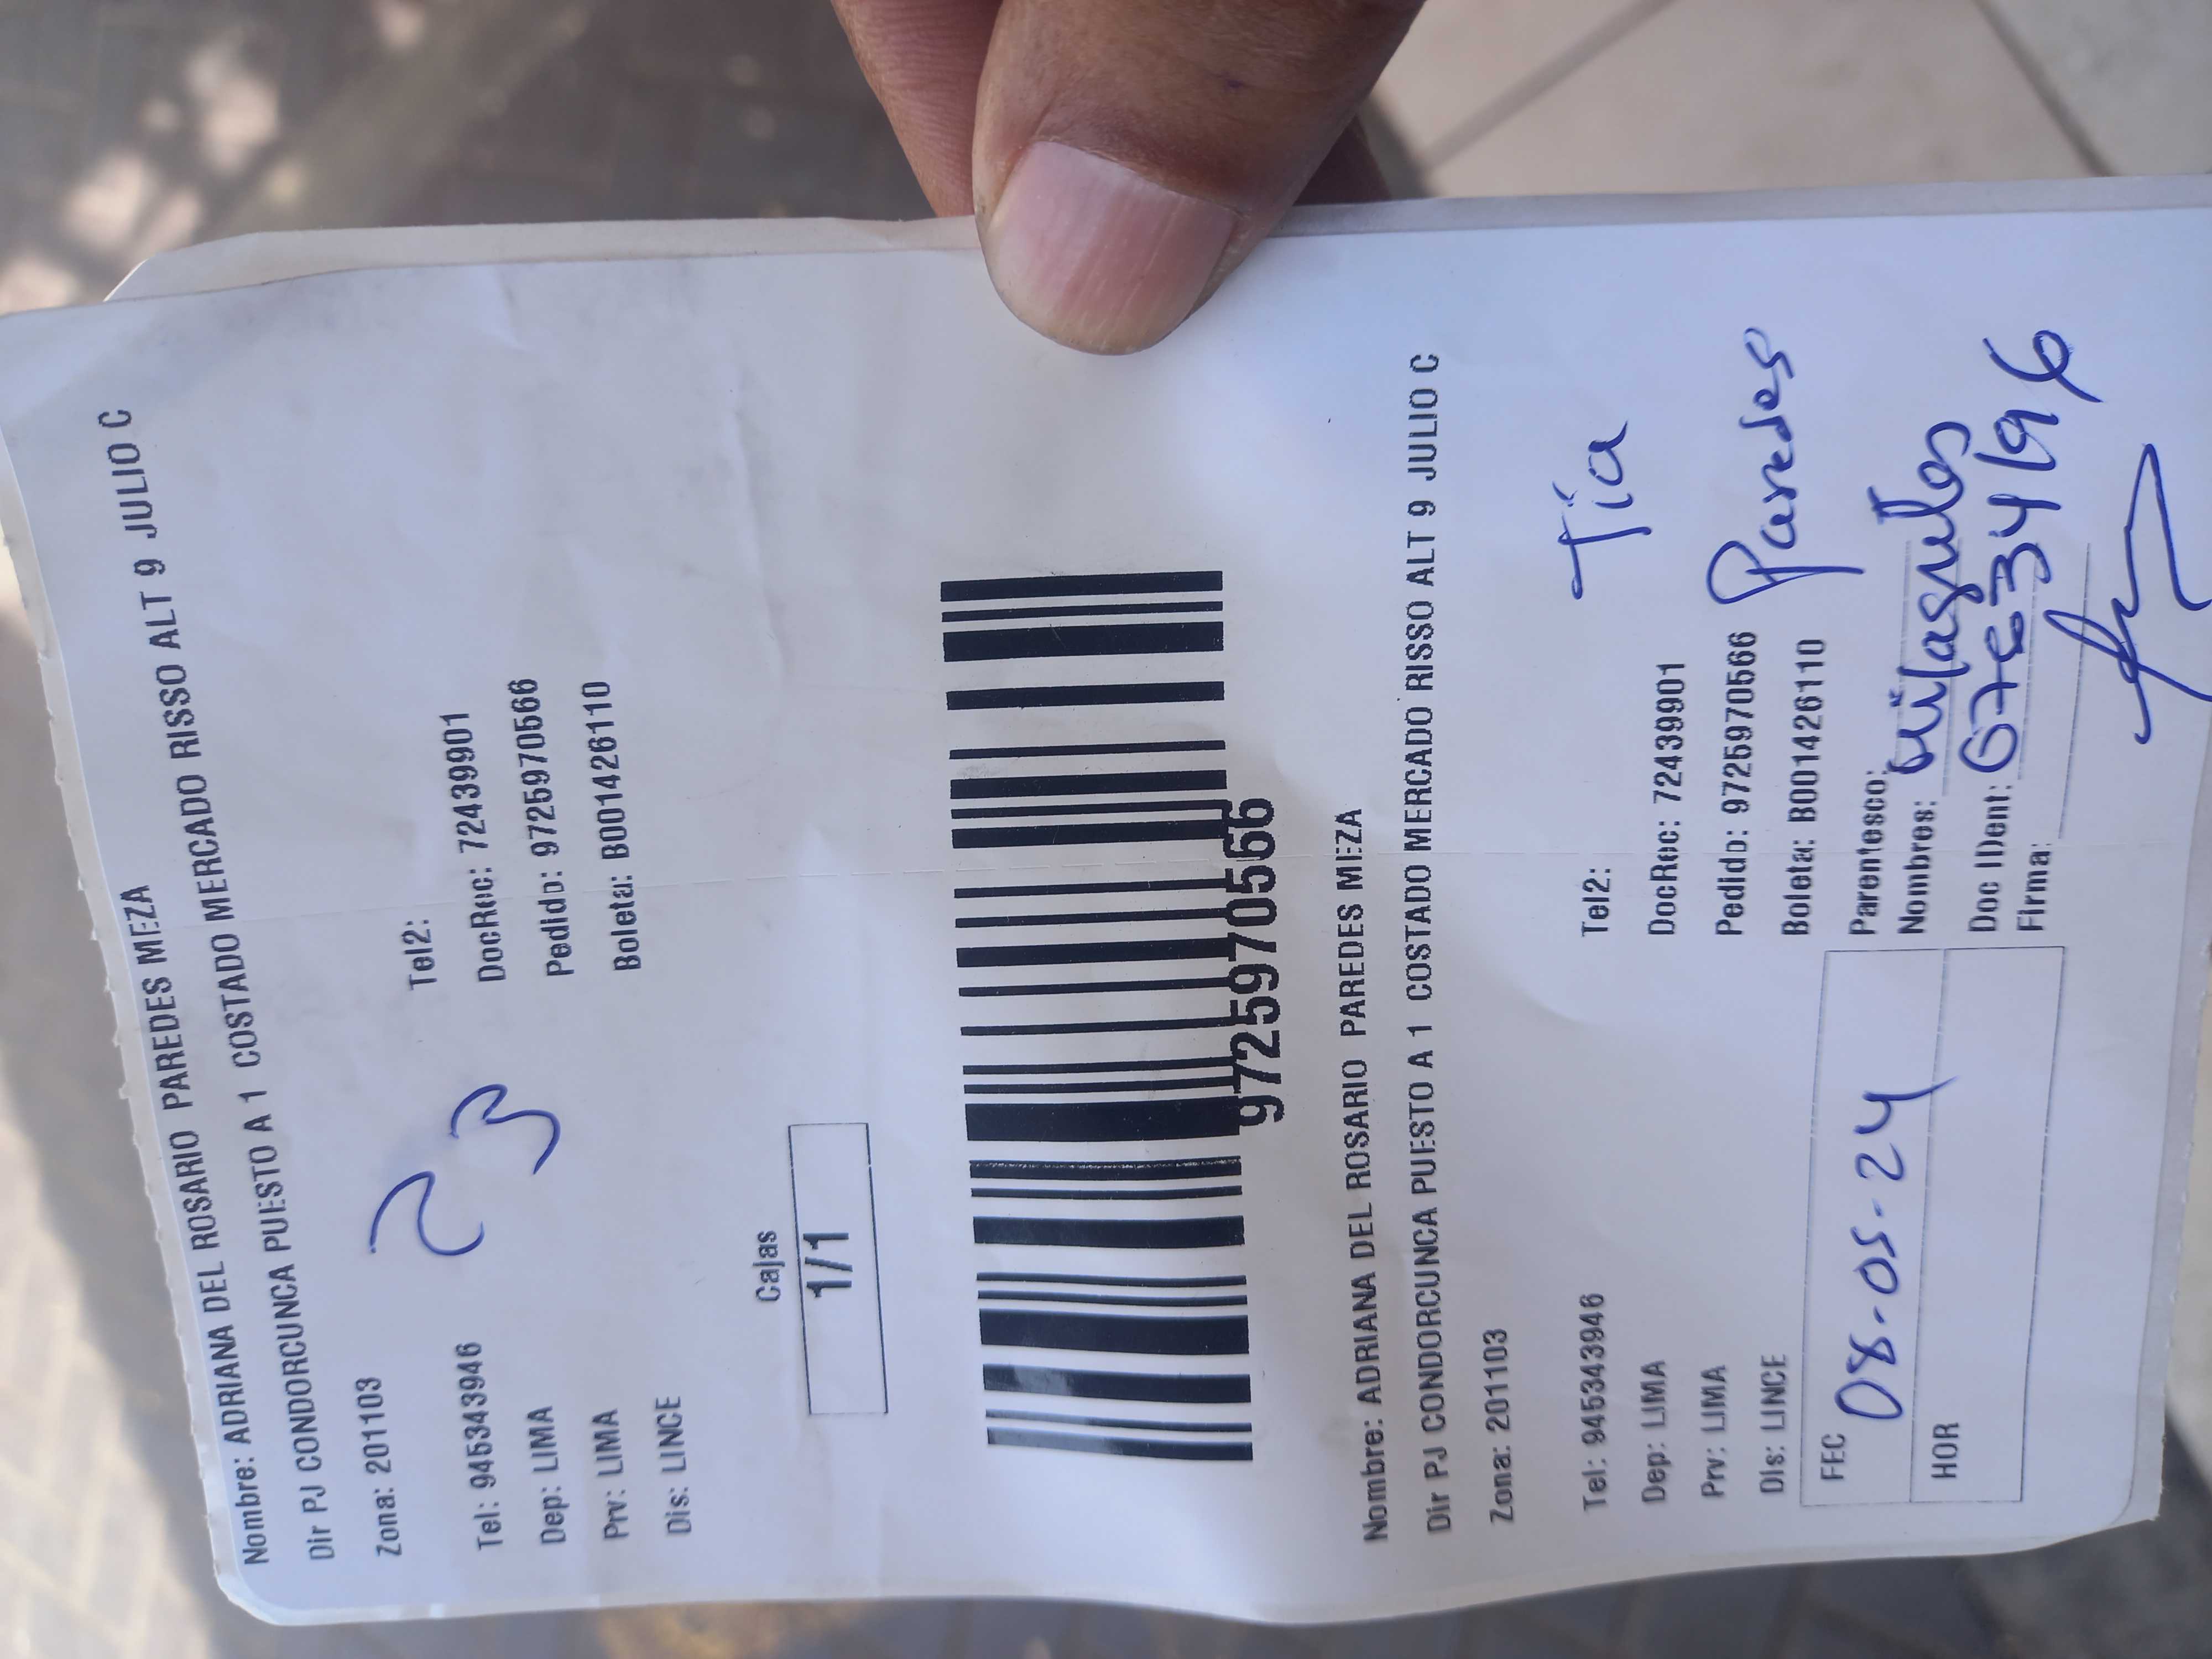 Nombre: ADRIANA DEL ROSARIO PAREDES MEZA
Dir PJ CONDORCUNCA PUESTO A 1 COSTADO MERCADO RISSO ALT 9 JULIO C
Zona: 201103
Tel: 945343946 Tel2:
Dep: LIMA DocRec: 72439901
Prv: LIMA Pedido: 9725970566
Dis: LINCE Boleta: B001426110
Cajas
1/1
9725970566
Nombre: ADRIANA DEL ROSARIO PAREDES MEZA
Dir PJ CONDORCUNCA PUESTO A 1 COSTADO MERCADO RISSO ALT 9 JULIO C
Zona: 201103
Tel: 945343946 Tel2: Tía
Dep: LIMA DocRec: 72439901
Prv: LIMA Pedido: 9725970566 Paredes
Dis: LINCE Boleta: B001426110
FEC 08-05-24 Parentesco:
Nombres:
HOR Doc IDent:
Firma: